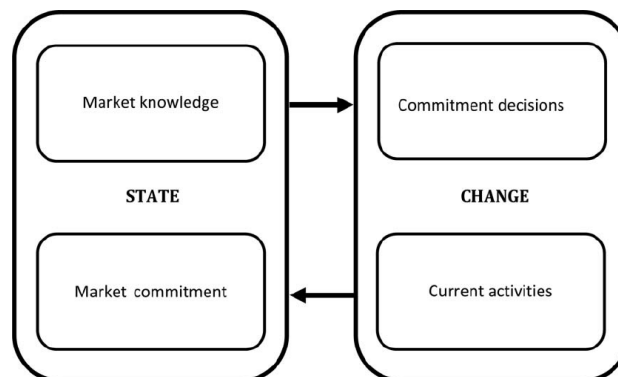 Market knowledge
Commitment decisions
STATE
CHANGE
Market commitment
Current activities